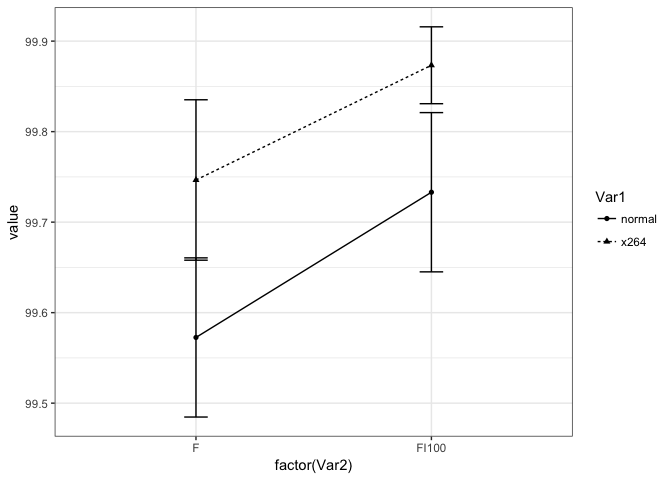 99.9
99.8
99.7
99.6
99.5
value
F
FI100
factor(Var2)
Var1
normal
x264